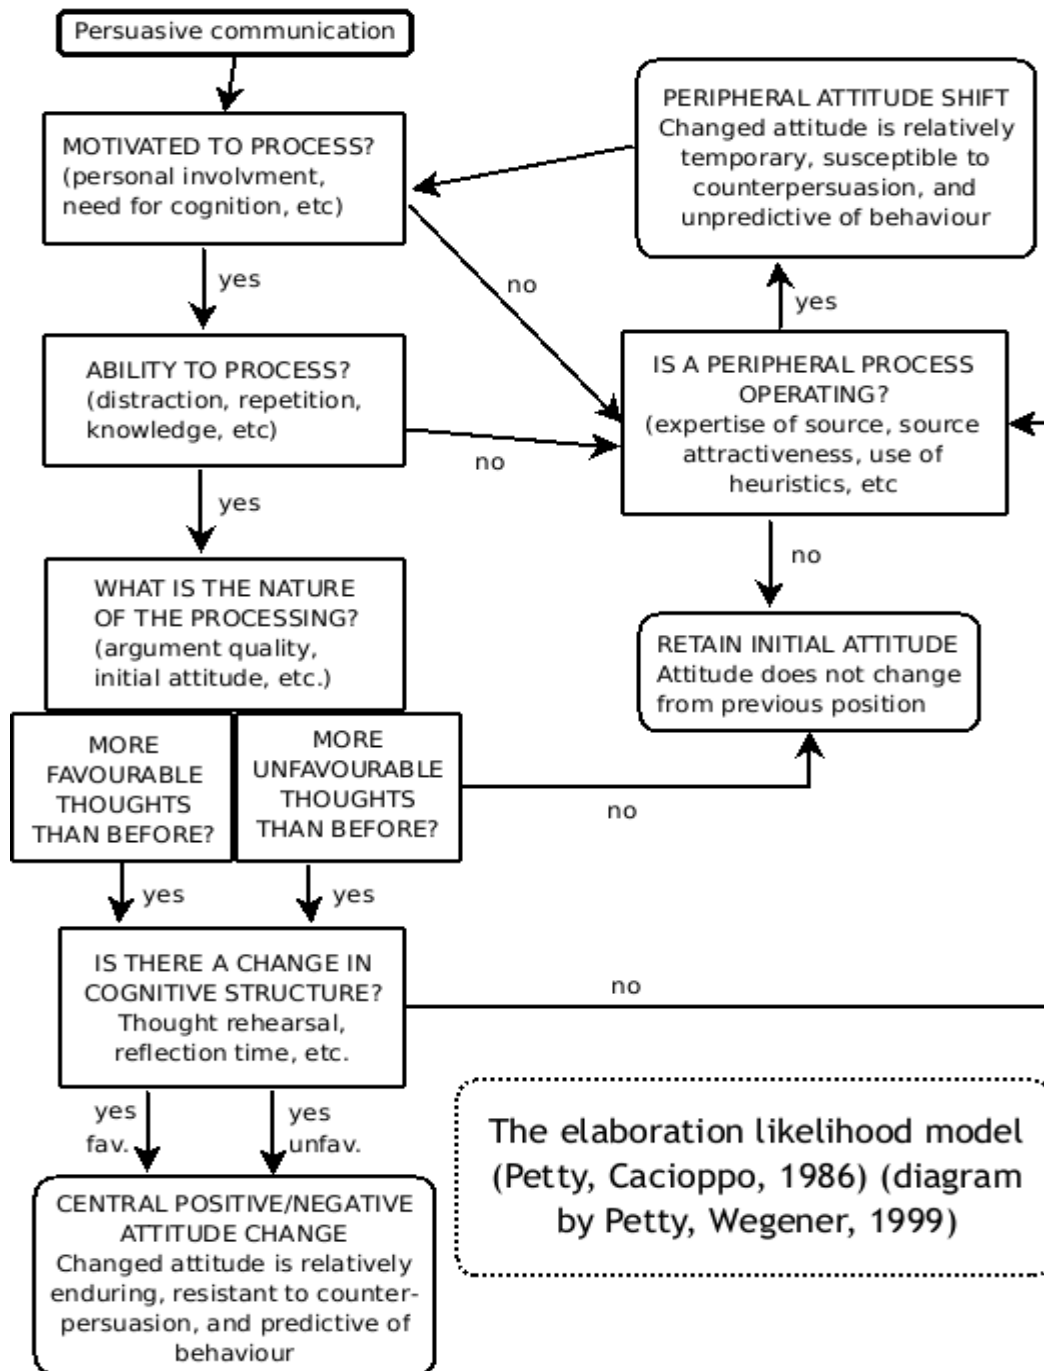 Persuasive communication
MOTIVATED TO PROCESS?
(personal involvment,
need for cognition, etc)
yes
no
ABILITY TO PROCESS?
(distraction, repetition,
knowledge, etc)
yes
no
WHAT IS THE NATURE
OF THE PROCESSING?
(argument quality,
initial attitude, etc.)
MORE
FAVOURABLE
THOUGHTS
THAN BEFORE?
MORE
UNFAVOURABLE
THOUGHTS
THAN BEFORE?
no
yes
yes
IS THERE A CHANGE IN
COGNITIVE STRUCTURE?
Thought rehearsal,
reflection time, etc.
no
yes
fav.
yes
unfav.
CENTRAL POSITIVE/NEGATIVE
ATTITUDE CHANGE
Changed attitude is relatively
enduring, resistant to counter-
persuasion, and predictive of
behaviour
PERIPHERAL ATTITUDE SHIFT
Changed attitude is relatively
temporary, susceptible to
counterpersuasion, and
unpredictive of behaviour
yes
IS A PERIPHERAL PROCESS
OPERATING?
(expertise of source, source
attractiveness, use of
heuristics, etc
no
RETAIN INITIAL ATTITUDE
Attitude does not change
from previous position
The elaboration likelihood model
(Petty, Cacioppo, 1986) (diagram
by Petty, Wegener, 1999)